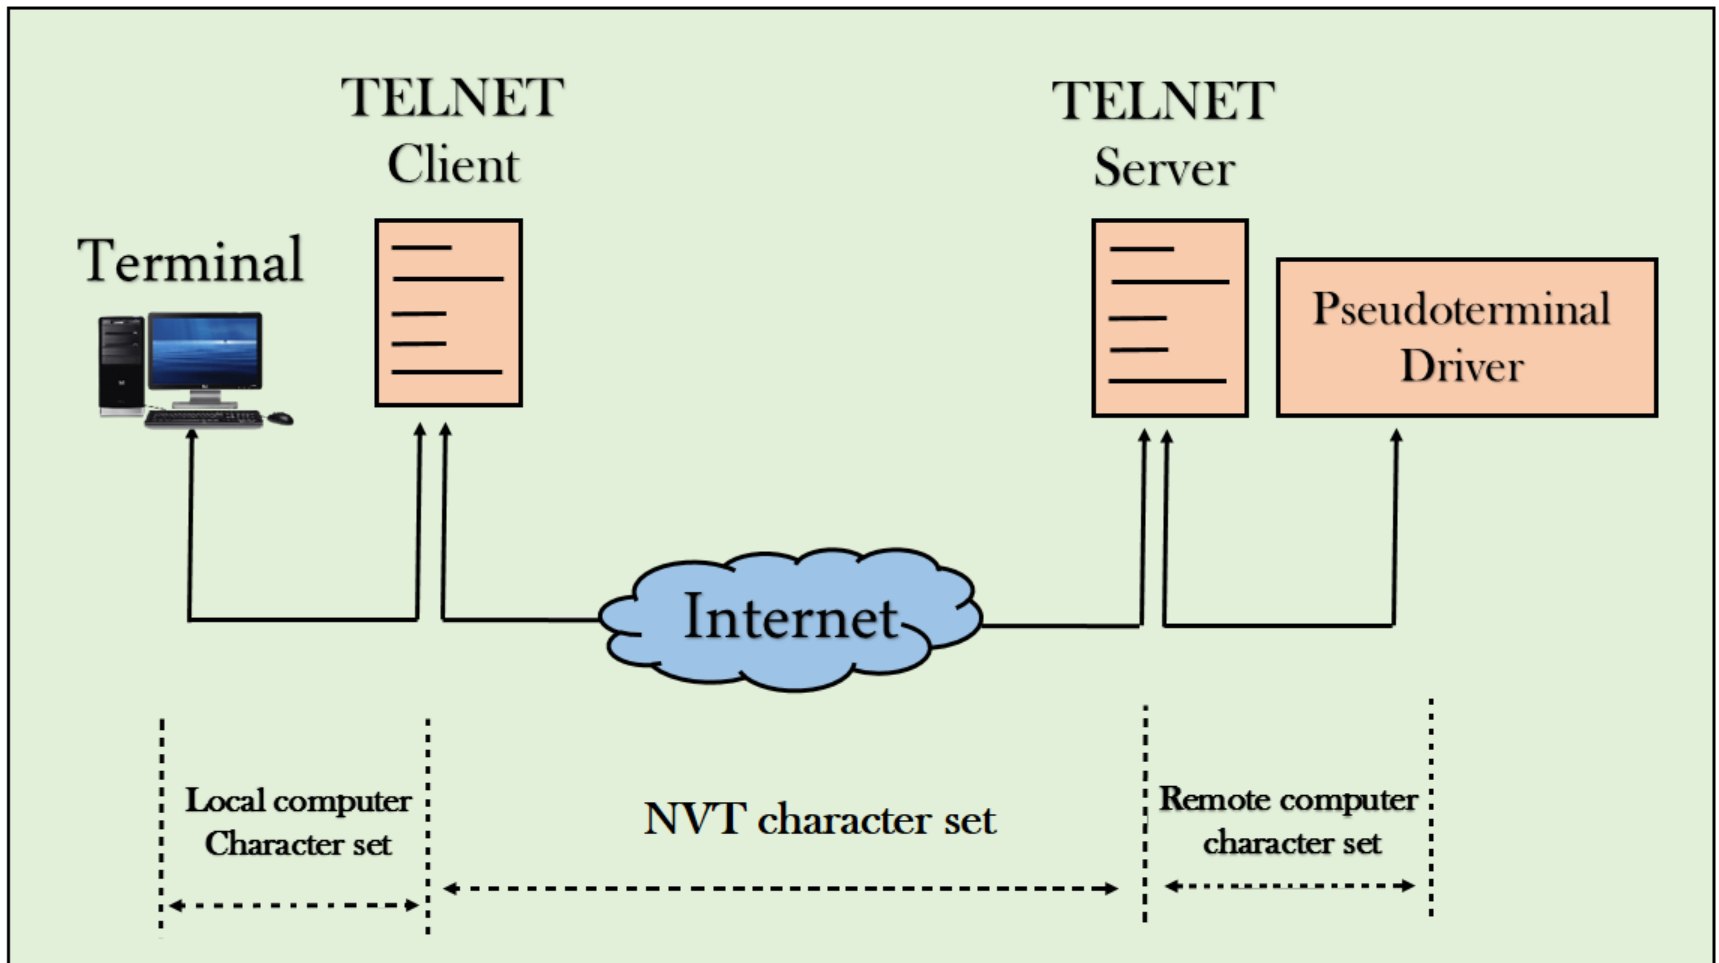 TELNET
Client
TELNET
Server
Terminal
Pseudoterminal
Driver
Internet
Local computer
Character set
NVT character set
Remote computer
character set